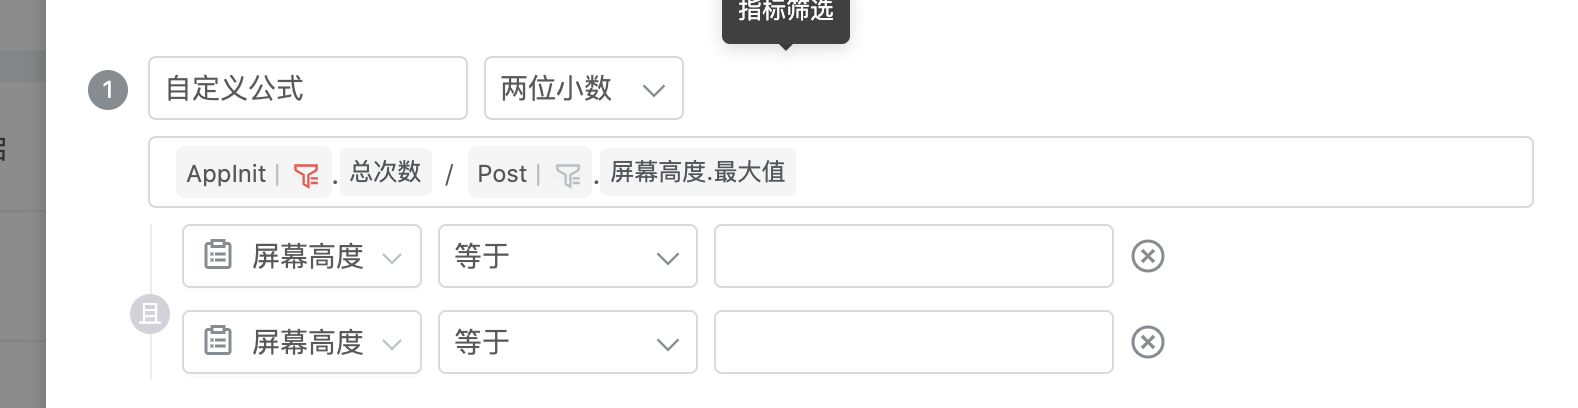 指标筛选
1 自定义公式 两位小数
AppInit | . 总次数 / Post | . 屏幕高度.最大值
屏幕高度 等于
且
屏幕高度 等于